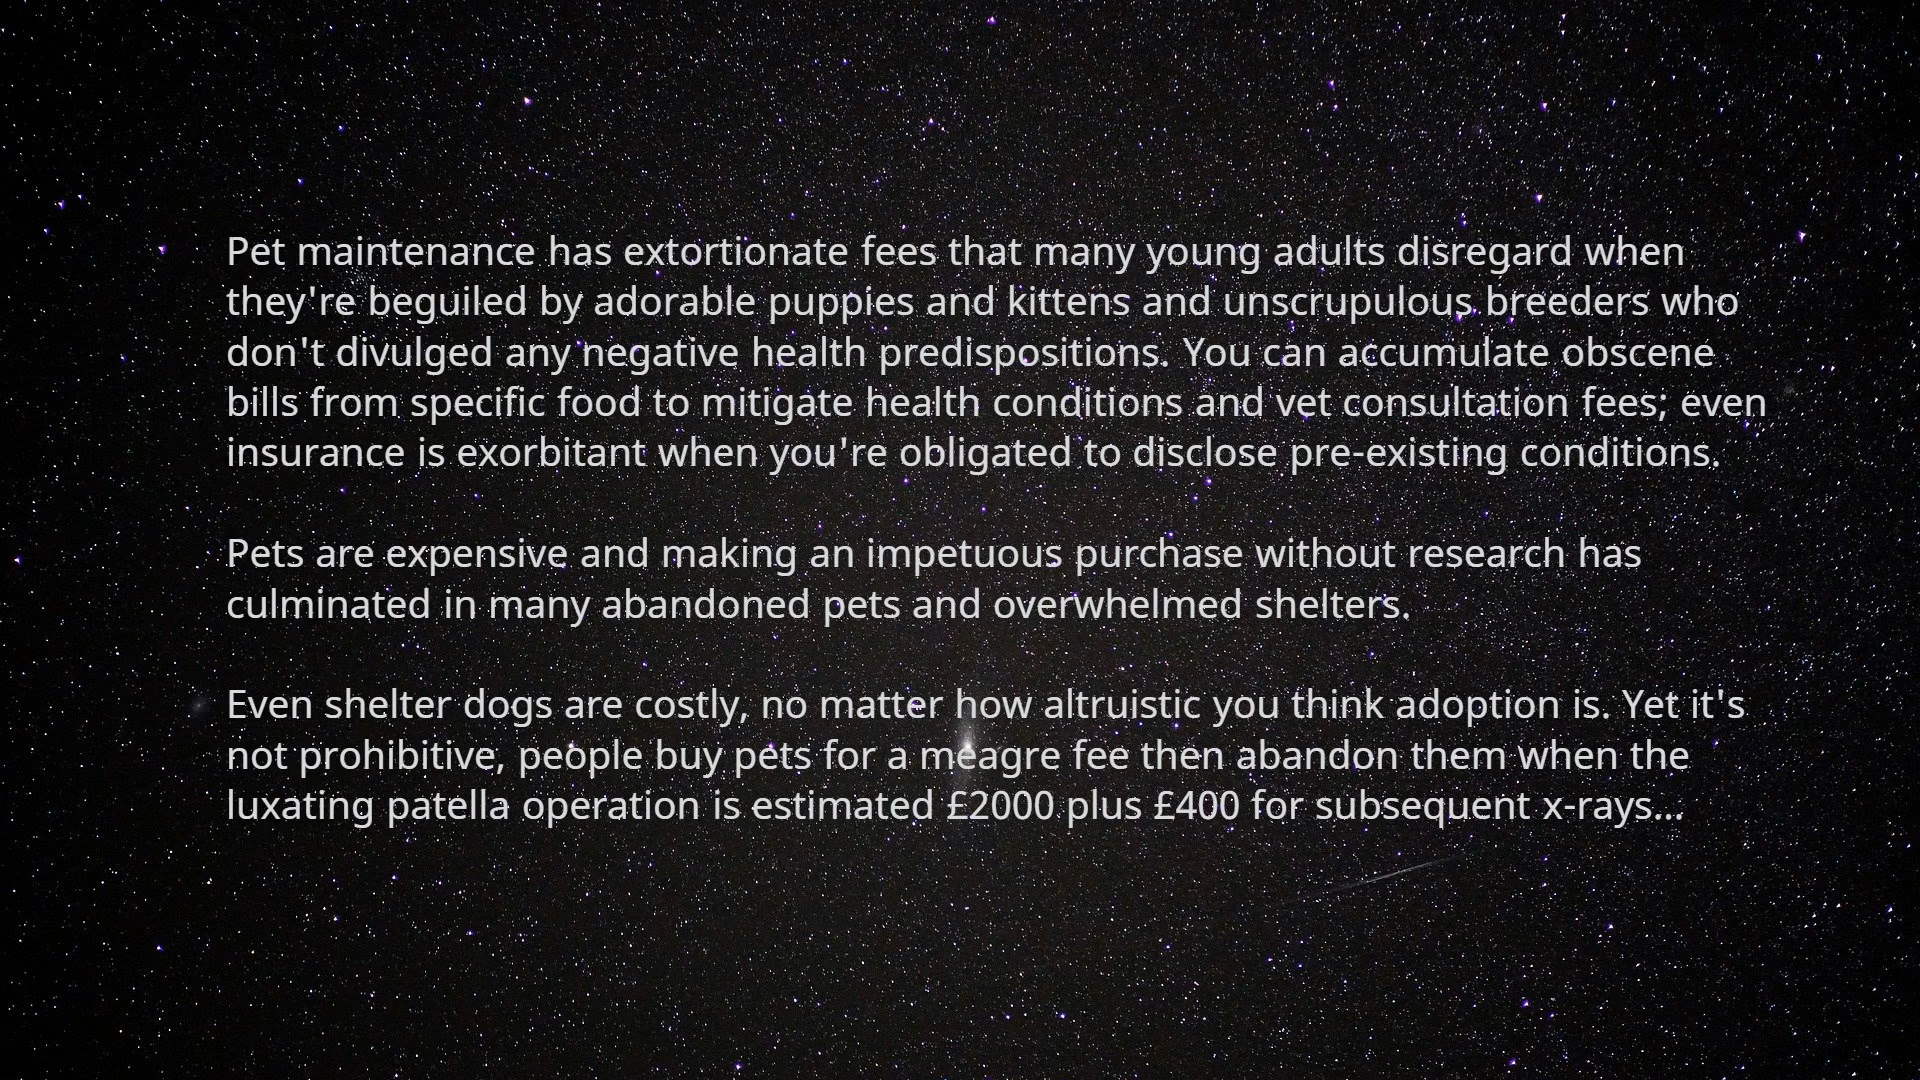 Pet maintenance has extortionate fees that many young adults disregard when
they're beguiled by adorable puppies and kittens and unscrupulous breeders who
don't divulged any negative health predispositions. You can accumulate obscene
bills from specific food to mitigate health conditions and vet consultation fees; even
insurance is exorbitant when you're obligated to disclose pre-existing conditions.
Pets are expensive and making an impetuous purchase without research has
culminated in many abandoned pets and overwhelmed shelters.
Even shelter dogs are costly, no matter how altruistic you think adoption is. Yet it's
not prohibitive, people buy pets for a meagre fee then abandon them when the
luxating patella operation is estimated £2000 plus £400 for subsequent x-rays...